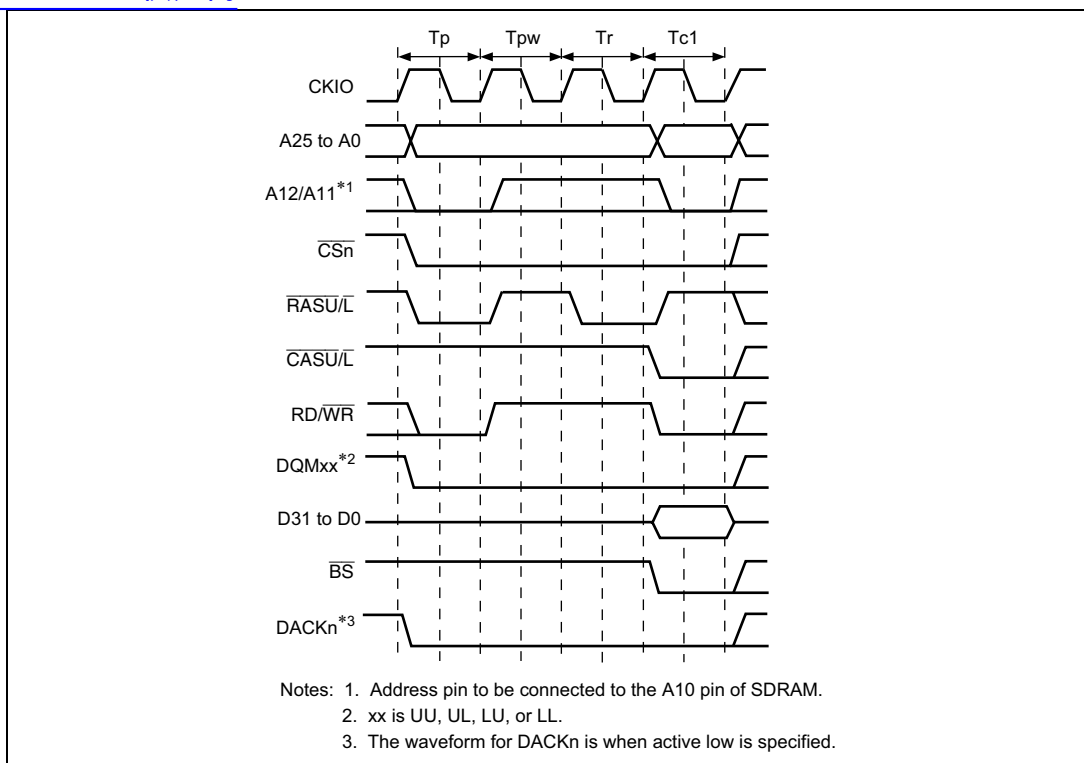 Tp Tpw Tr Tc1
CKIO
A25 to A0
A12/A11*1
CSn
RASU/L
CASU/L
RD/WR
DQMxx*2
D31 to D0
BS
DACKn*3
Notes: 1. Address pin to be connected to the A10 pin of SDRAM.
2. xx is UU, UL, LU, or LL.
3. The waveform for DACKn is when active low is specified.